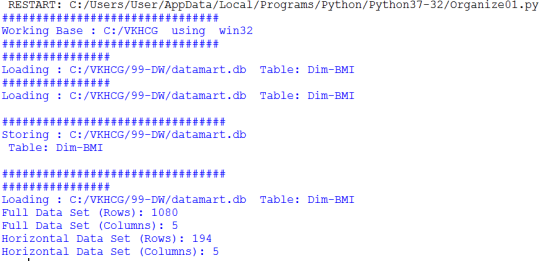 RESTART: C:/Users/User/AppData/Local/Programs/Python/Python37-32/Organize01.py
################################
Working Base : C:/VKHCG  using  win32
################################
################
Loading : C:/VKHCG/99-DW/datamart.db  Table: Dim-BMI
################
Loading : C:/VKHCG/99-DW/datamart.db  Table: Dim-BMI
#################################
Storing : C:/VKHCG/99-DW/datamart.db
 Table: Dim-BMI
#################################
################
Loading : C:/VKHCG/99-DW/datamart.db  Table: Dim-BMI
Full Data Set (Rows): 1080
Full Data Set (Columns): 5
Horizontal Data Set (Rows): 194
Horizontal Data Set (Columns): 5